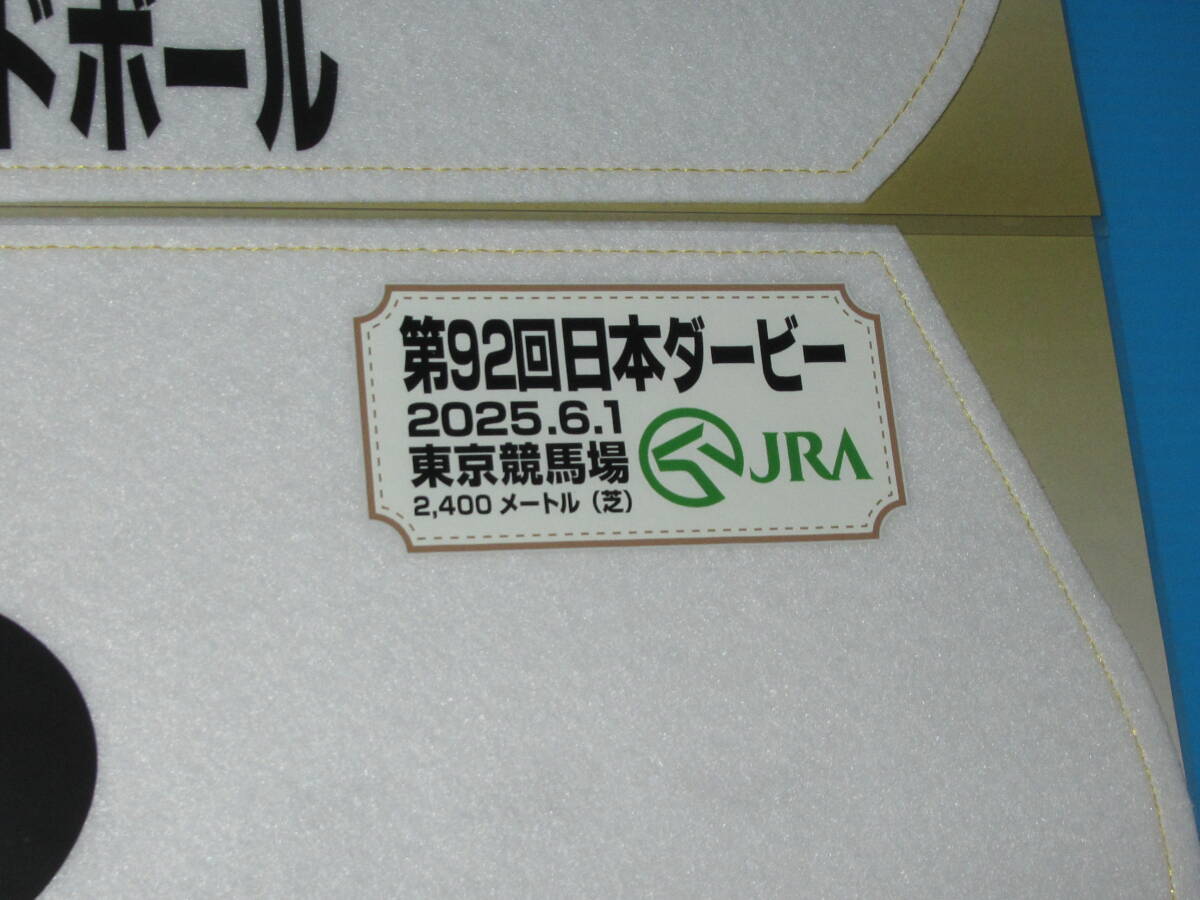 ドボール
第92回日本ダービー
2025.6.1
東京競馬場
2,400 メートル（芝）
JRA